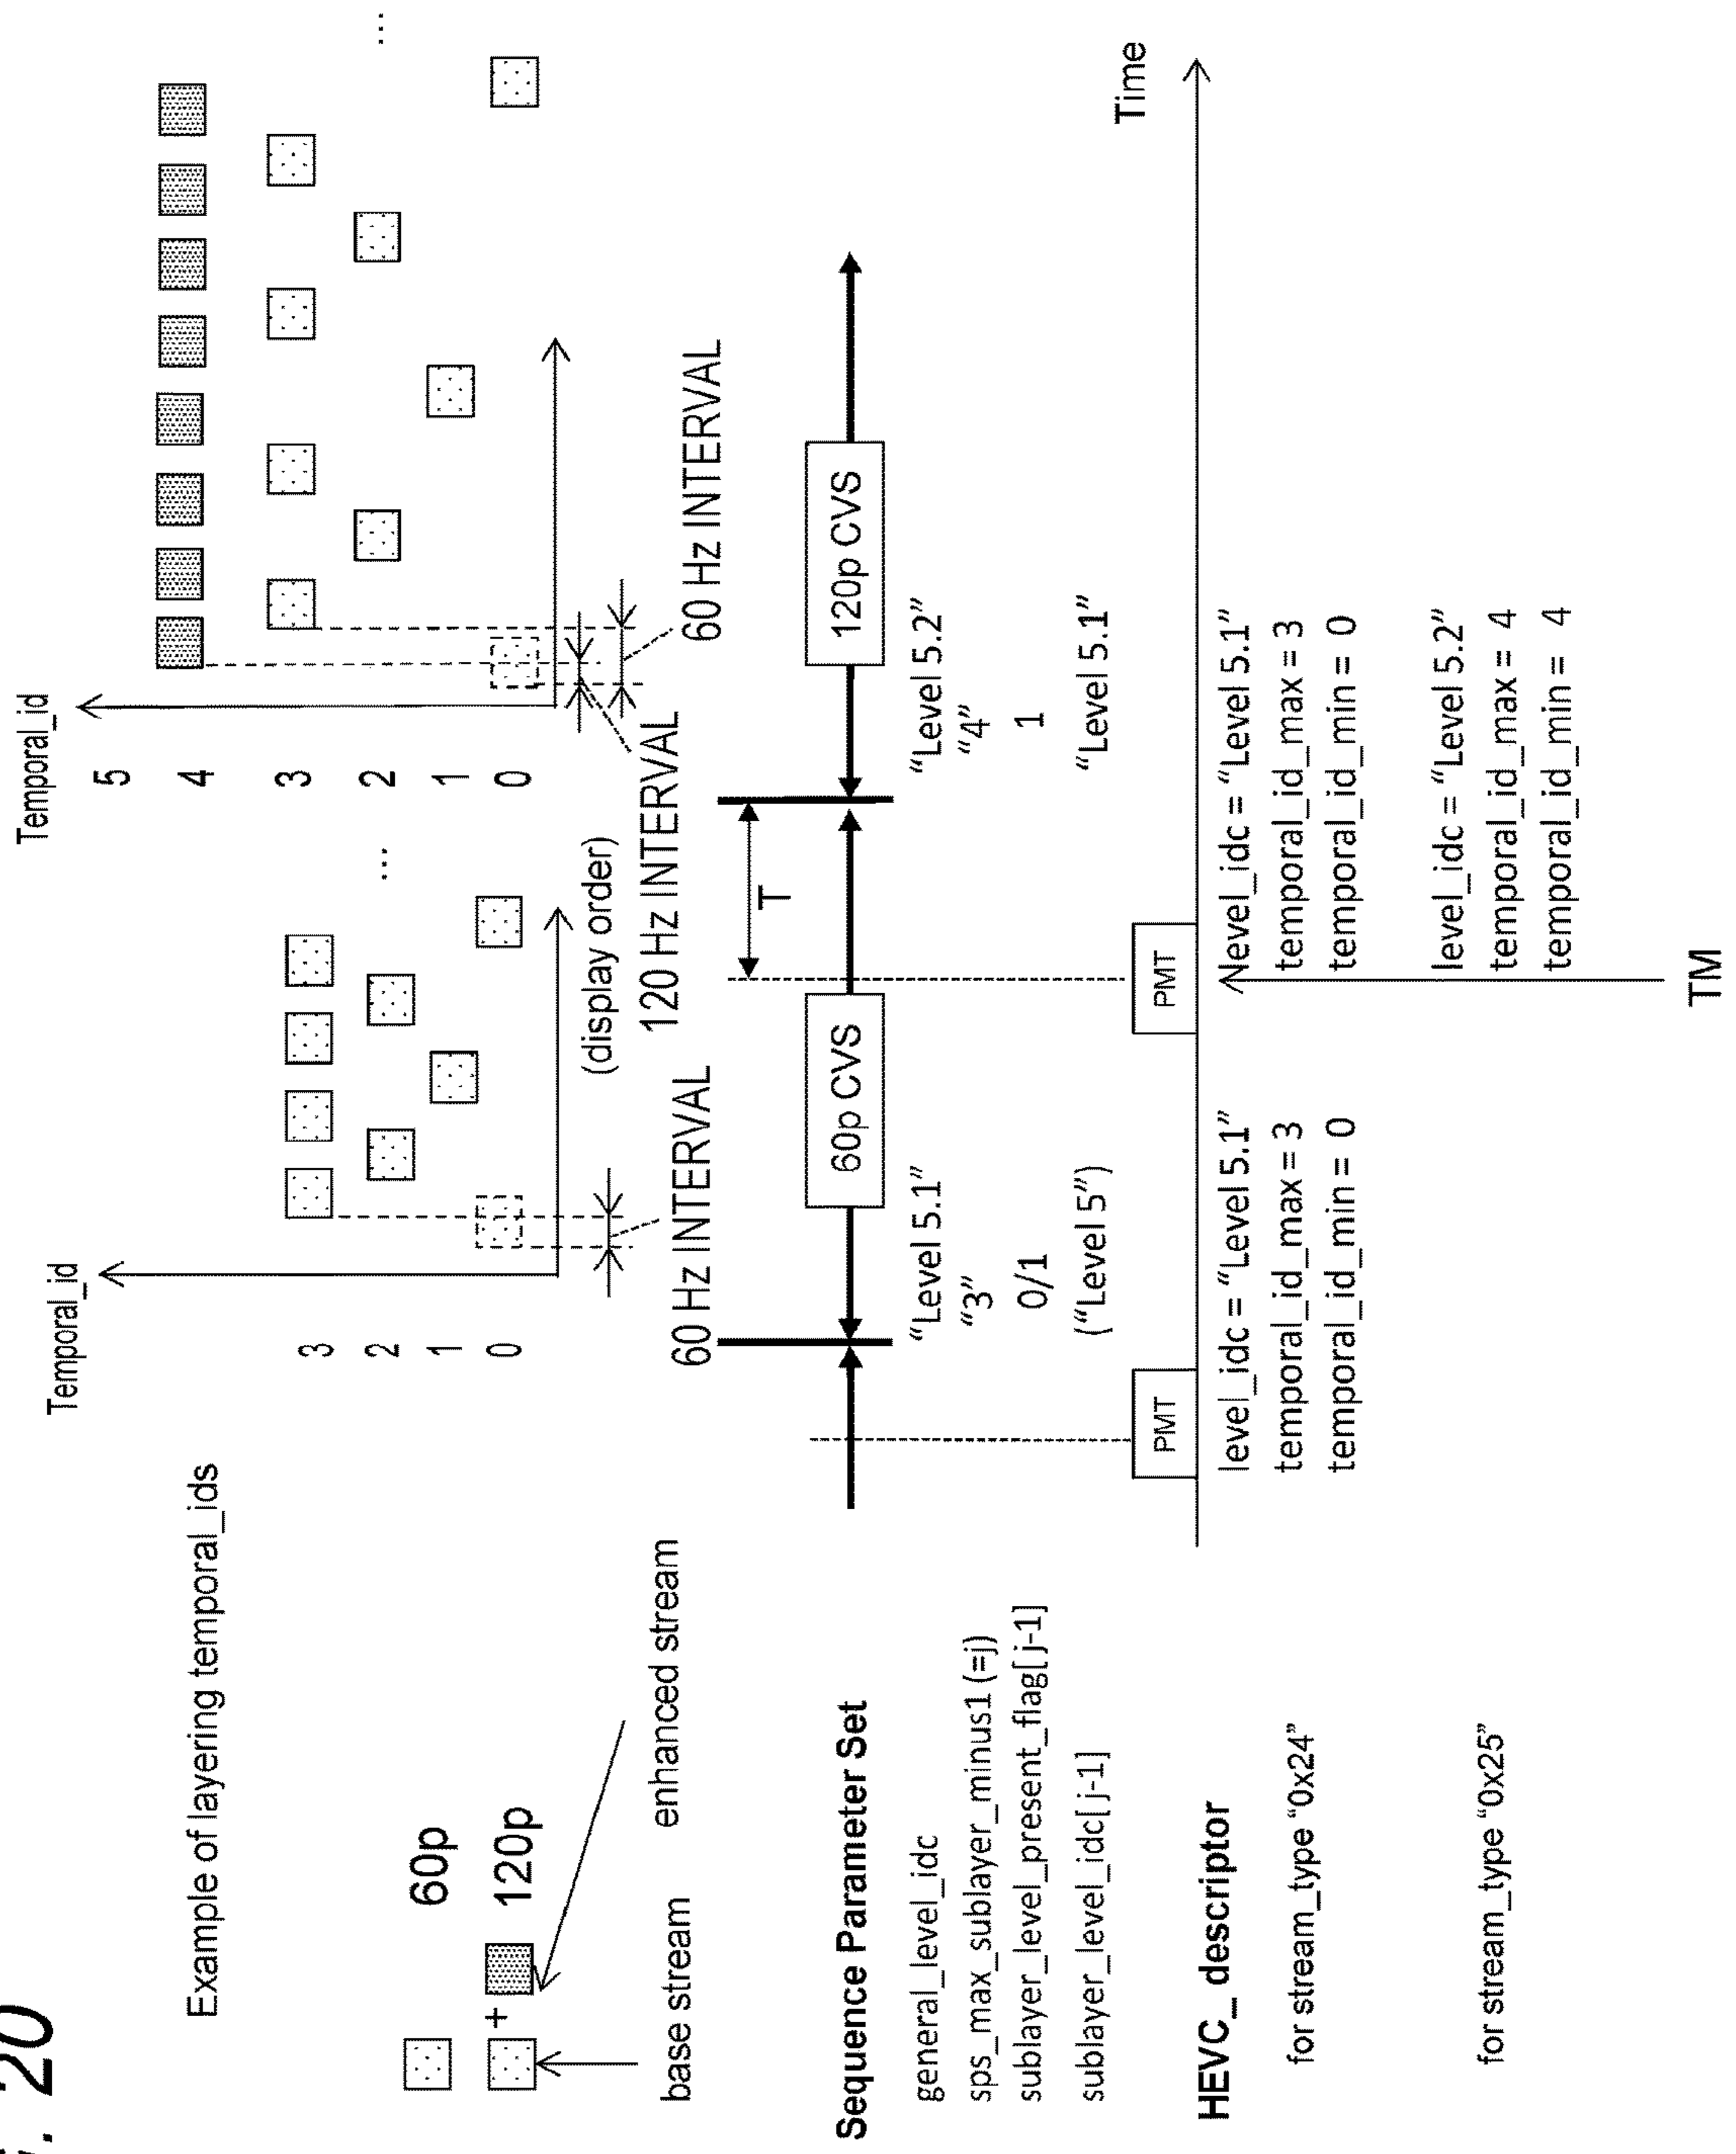 FIG. 20
Example of layering temporal_ids
60p
+
120p
base stream
enhanced stream
Temporal_id
3
2
1
0
...
(display order)
60 Hz INTERVAL
Temporal_id
5
4
3
2
1
0
...
120 Hz INTERVAL
60 Hz INTERVAL
T
60p CVS
120p CVS
Sequence Parameter Set
general_level_idc
"Level 5.1"
"Level 5.2"
sps_max_sublayer_minus1 (=j)
"3"
"4"
sublayer_level_present_flag[j-1]
0/1
1
sublayer_level_idc[j-1]
("Level 5")
"Level 5.1"
Time
PMT
PMT
HEVC_descriptor
for stream_type "0x24"
level_idc = "Level 5.1"
temporal_id_max = 3
temporal_id_min = 0
level_idc = "Level 5.1"
temporal_id_max = 3
temporal_id_min = 0
for stream_type "0x25"
level_idc = "Level 5.2"
temporal_id_max = 4
temporal_id_min = 4
TM